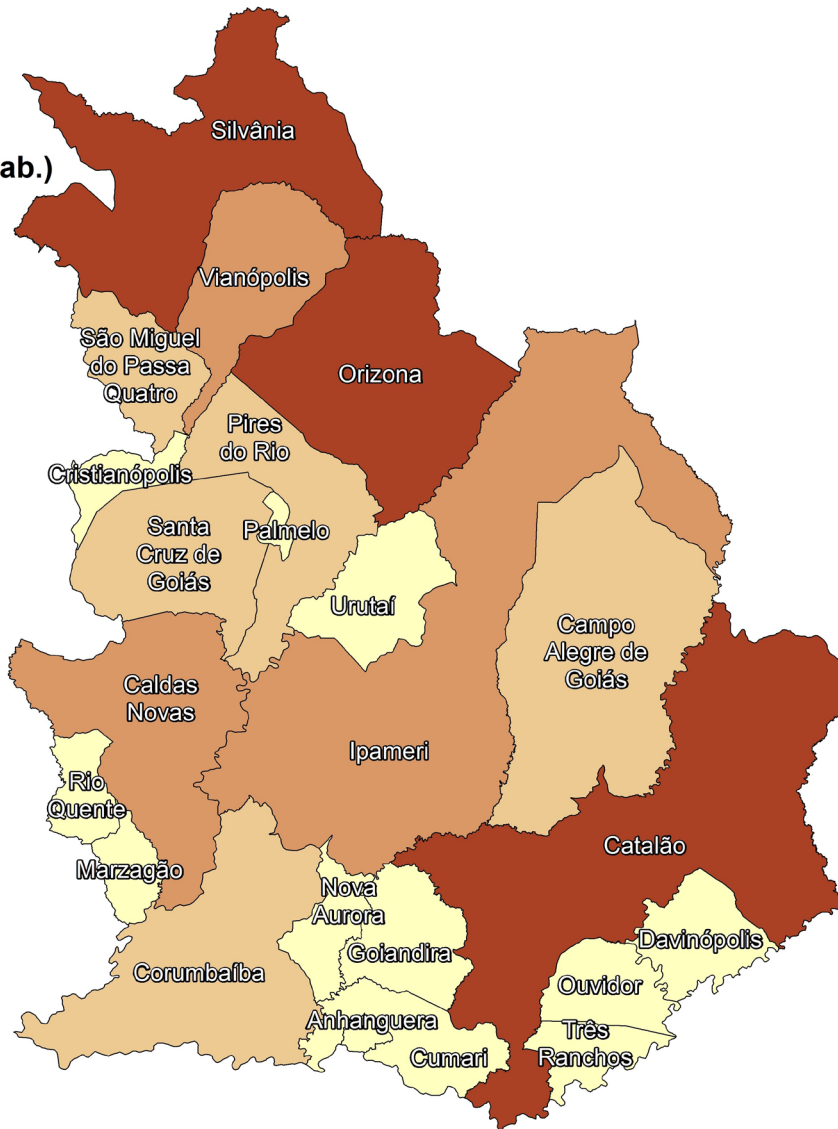 Silvânia
ab.)
Vianópolis
São Miguel
do Passa
Quatro
Orizona
Pires
do Rio
Cristianópolis
Santa
Cruz de
Goiás
Palmelo
Urutaí
Campo
Alegre de
Goiás
Caldas
Novas
Ipameri
Rio
Quente
Catalão
Marzagão
Nova
Aurora
Goiandira
Davinópolis
Corumbaíba
Ouvidor
Anhanguera
Três
Ranchos
Cumari